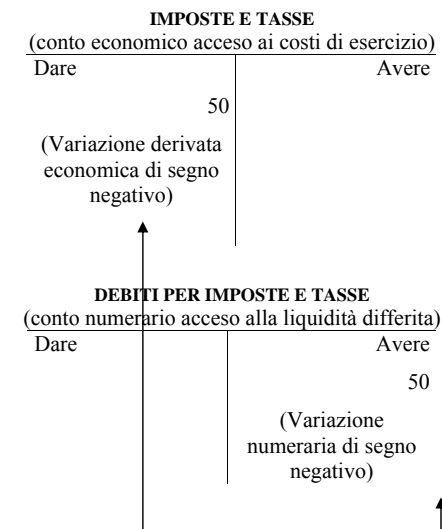 IMPOSTE E TASSE
(conto economico acceso ai costi di esercizio)
Dare Avere
50
(Variazione derivata
economica di segno
negativo)
DEBITI PER IMPOSTE E TASSE
(conto numerario acceso alla liquidità differita)
Dare Avere
50
(Variazione
numeraria di segno
negativo)